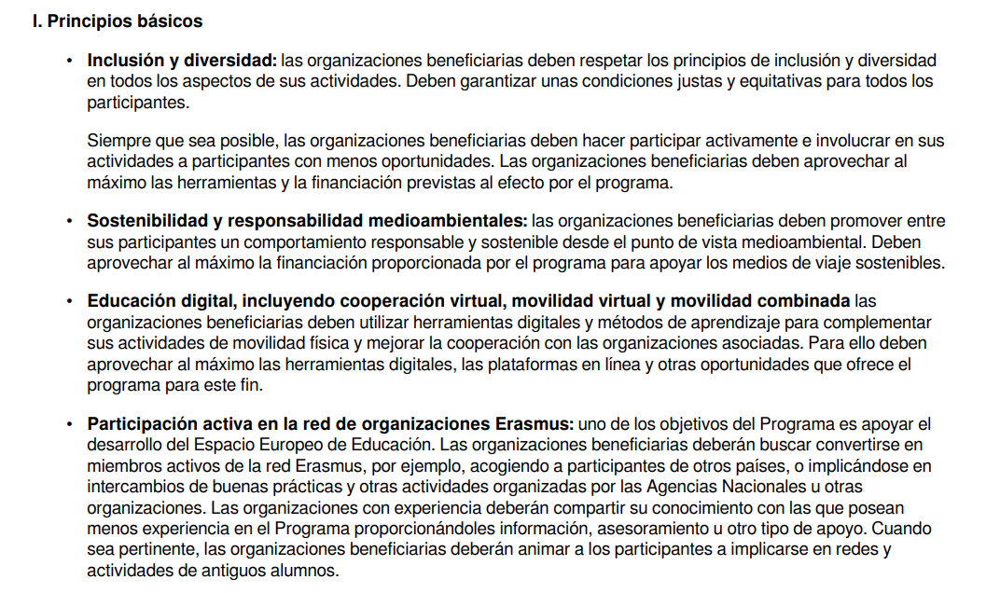 I. Principios básicos
• Inclusión y diversidad: las organizaciones beneficiarias deben respetar los principios de inclusión y diversidad
en todos los aspectos de sus actividades. Deben garantizar unas condiciones justas y equitativas para todos los
participantes.
Siempre que sea posible, las organizaciones beneficiarias deben hacer participar activamente e involucrar en sus
actividades a participantes con menos oportunidades. Las organizaciones beneficiarias deben aprovechar al
máximo las herramientas y la financiación previstas al efecto por el programa.
• Sostenibilidad y responsabilidad medioambientales: las organizaciones beneficiarias deben promover entre
sus participantes un comportamiento responsable y sostenible desde el punto de vista medioambiental. Deben
aprovechar al máximo la financiación proporcionada por el programa para apoyar los medios de viaje sostenibles.
• Educación digital, incluyendo cooperación virtual, movilidad virtual y movilidad combinada las
organizaciones beneficiarias deben utilizar herramientas digitales y métodos de aprendizaje para complementar
sus actividades de movilidad física y mejorar la cooperación con las organizaciones asociadas. Para ello deben
aprovechar al máximo las herramientas digitales, las plataformas en línea y otras oportunidades que ofrece el
programa para este fin.
• Participación activa en la red de organizaciones Erasmus: uno de los objetivos del Programa es apoyar el
desarrollo del Espacio Europeo de Educación. Las organizaciones beneficiarias deberán buscar convertirse en
miembros activos de la red Erasmus, por ejemplo, acogiendo a participantes de otros países, o implicándose en
intercambios de buenas prácticas y otras actividades organizadas por las Agencias Nacionales u otras
organizaciones. Las organizaciones con experiencia deberán compartir su conocimiento con las que posean
menos experiencia en el Programa proporcionándoles información, asesoramiento u otro tipo de apoyo. Cuando
sea pertinente, las organizaciones beneficiarias deberán animar a los participantes a implicarse en redes y
actividades de antiguos alumnos.